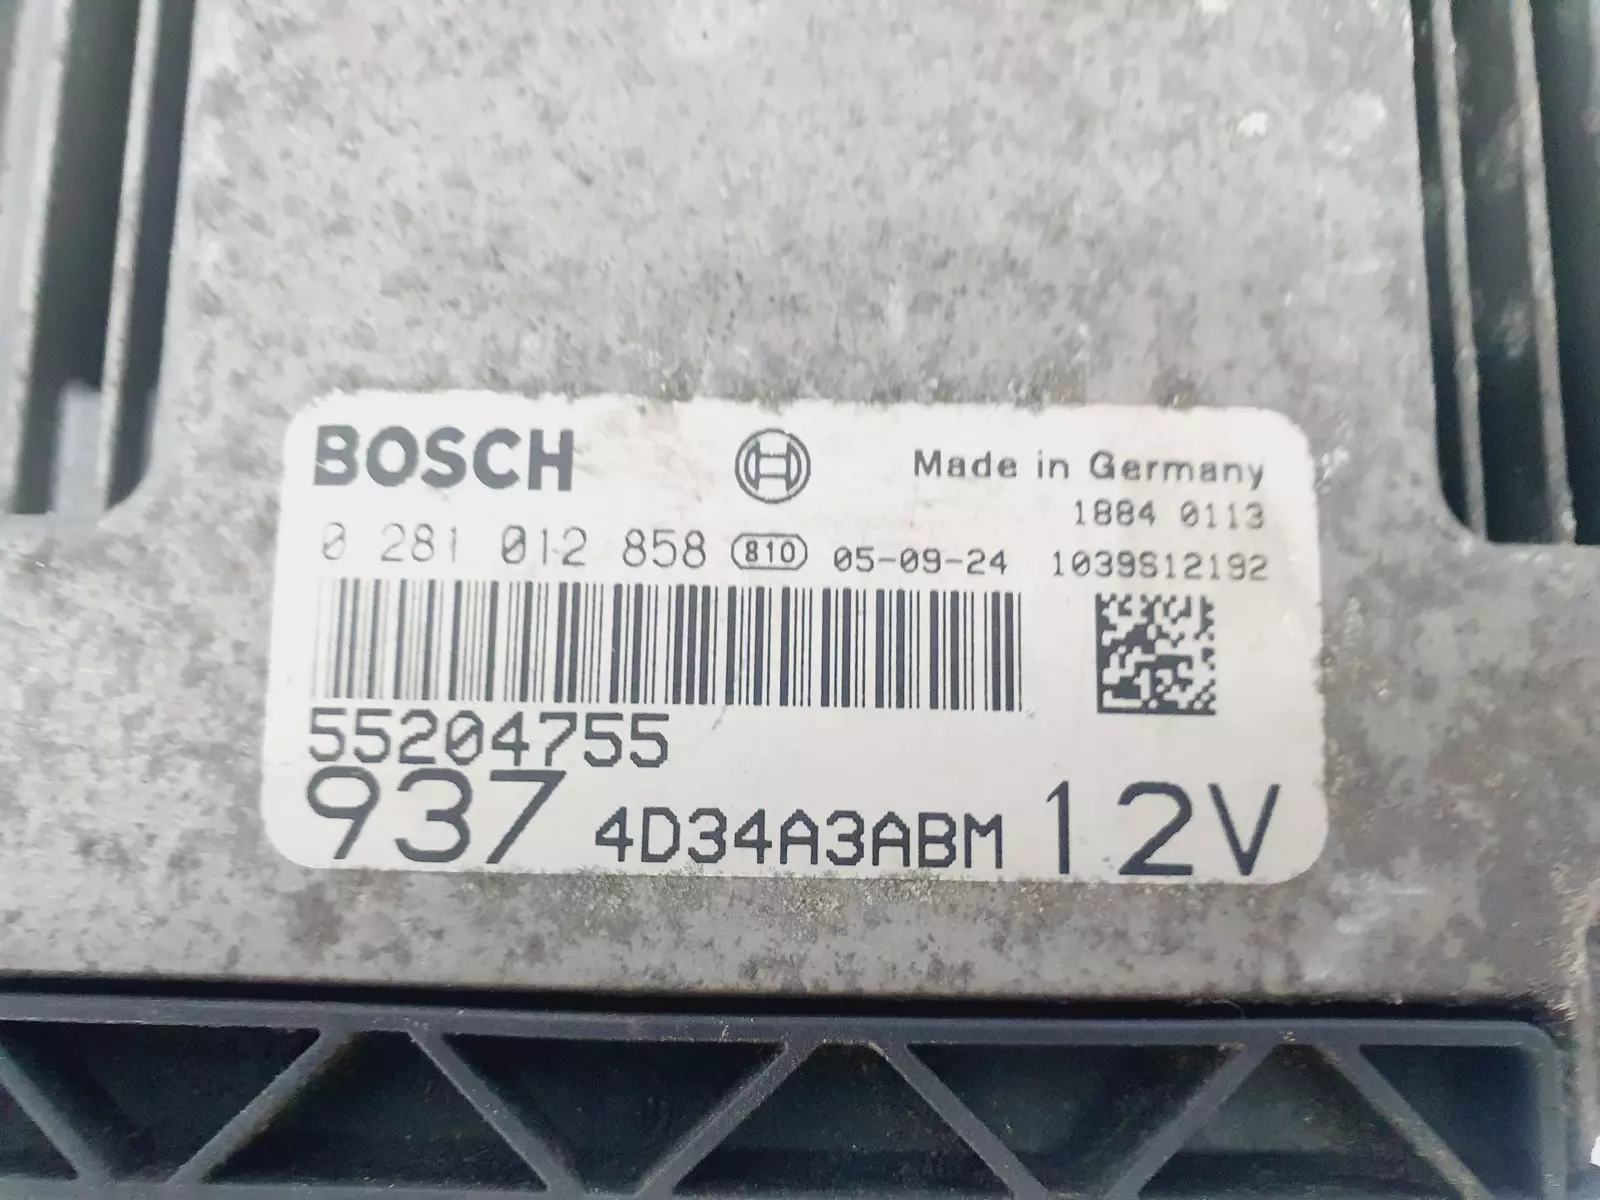 BOSCH Made in Germany
1884 0113
0 281 012 858 810 05-09-24 1039S12192
55204755
937 4D34A3ABM 12V